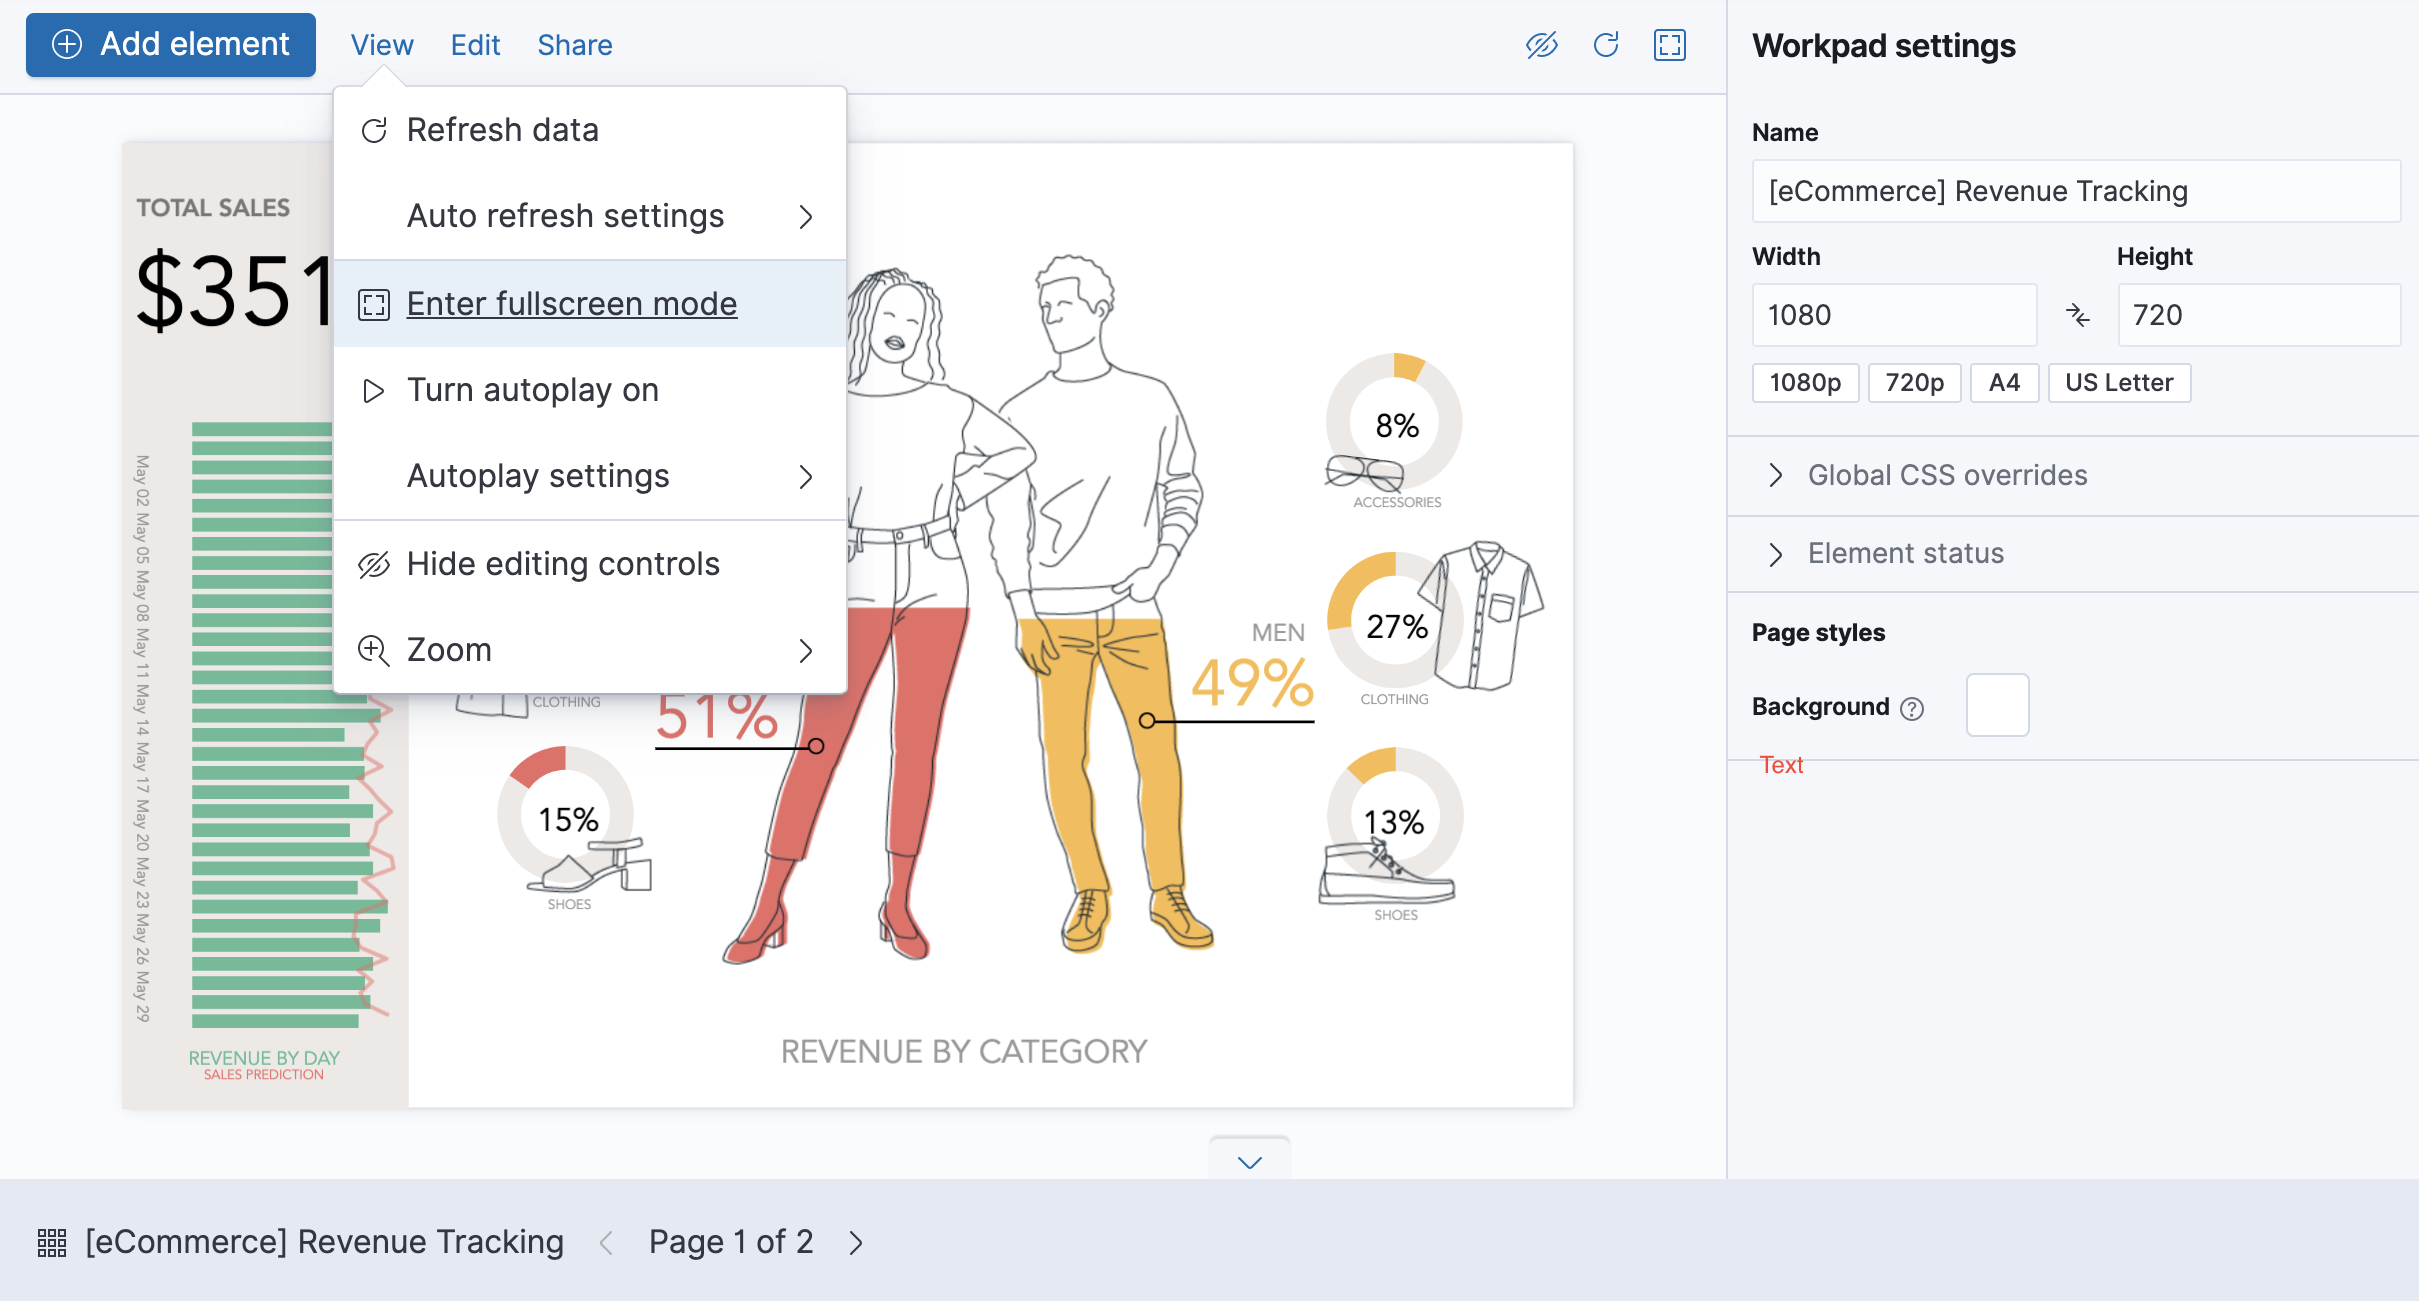 Add element View Edit Share
Workpad settings
Refresh data
Auto refresh settings
Enter fullscreen mode
Turn autoplay on
Autoplay settings
Hide editing controls
Zoom
TOTAL SALES
$351
May 02 May 05 May 08 May 11 May 14 May 17 May 20 May 23 May 26 May 29
REVENUE BY DAY
SALES PREDICTION
CLOTHING
51%
15%
SHOES
8%
ACCESSORIES
MEN
49%
27%
CLOTHING
13%
SHOES
REVENUE BY CATEGORY
Name
[eCommerce] Revenue Tracking
Width Height
1080 720
1080p 720p A4 US Letter
Global CSS overrides
Element status
Page styles
Background
Text
[eCommerce] Revenue Tracking Page 1 of 2